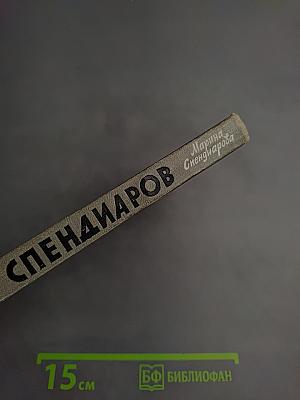 Марина
Спендиарова
СПЕНДИАРОВ
15 см
БФ БИБЛИОФАН